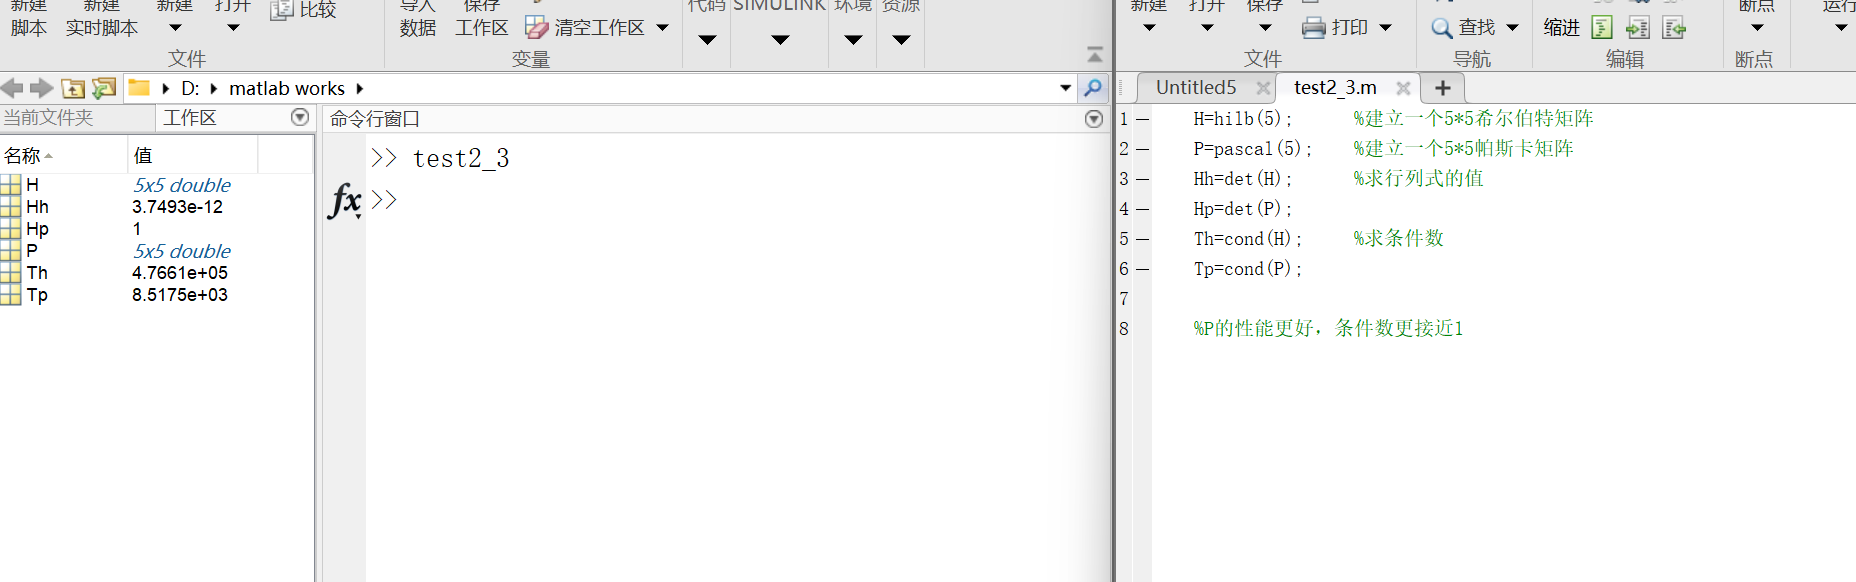 新建 新建 新建 打开 比较 导入 保存
脚本 实时脚本 数据 工作区 清空工作区
代码 SIMULINK 环境 资源
文件 变量
新建 打开 保存 打印 查找 缩进 断点 运行
文件 导航 编辑 断点
D: matlab works
当前文件夹 工作区
名称 值
H 5x5 double
Hh 3.7493e-12
Hp 1
P 5x5 double
Th 4.7661e+05
Tp 8.5175e+03
命令行窗口
>> test2_3
fx >>
Untitled5 test2_3.m +
1 — H=hilb(5); %建立一个5*5希尔伯特矩阵
2 — P=pascal(5); %建立一个5*5帕斯卡矩阵
3 — Hh=det(H); %求行列式的值
4 — Hp=det(P);
5 — Th=cond(H); %求条件数
6 — Tp=cond(P);
7
8 %P的性能更好，条件数更接近1